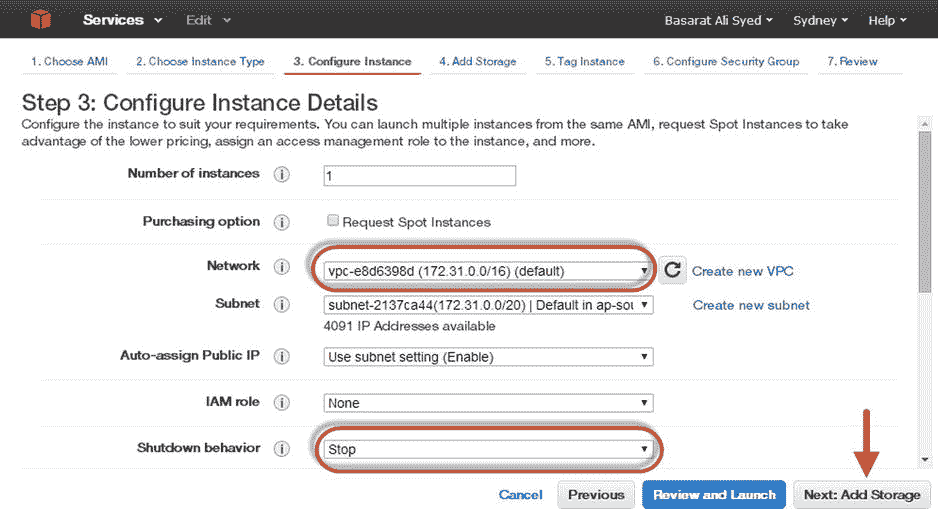 Services Edit Basarat Ali Syed Sydney Help
1. Choose AMI 2. Choose Instance Type 3. Configure Instance 4. Add Storage 5. Tag Instance 6. Configure Security Group 7. Review
Step 3: Configure Instance Details
Configure the instance to suit your requirements. You can launch multiple instances from the same AMI, request Spot Instances to take
advantage of the lower pricing, assign an access management role to the instance, and more.
Number of instances i 1
Purchasing option i Request Spot Instances
Network i vpc-e8d6398d (172.31.0.0/16) (default) Create new VPC
Subnet i subnet-2137ca44(172.31.0.0/20) | Default in ap-sou Create new subnet
4091 IP Addresses available
Auto-assign Public IP i Use subnet setting (Enable)
IAM role i None
Shutdown behavior i Stop
Cancel Previous Review and Launch Next: Add Storage